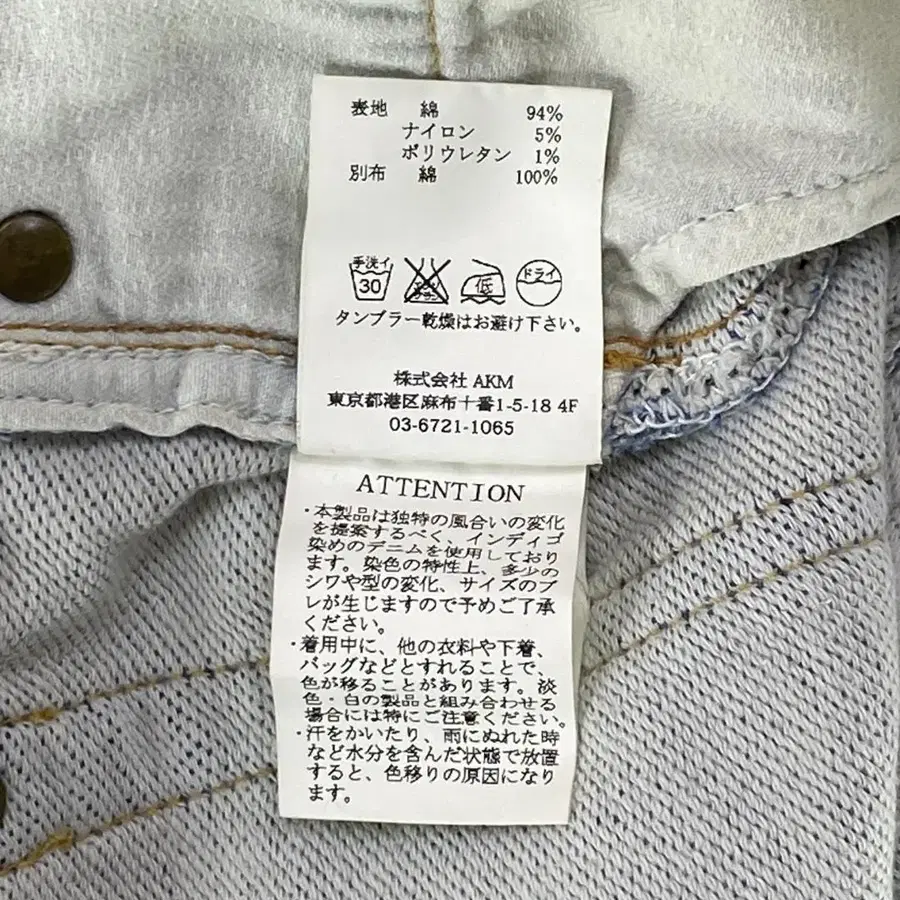 表地 綿 94%
ナイロン 5%
ポリウレタン 1%
別布 綿 100%
手洗イ 30 エンソサラシ 低 ドライ
タンブラー乾燥はお避け下さい。
株式会社 AKM
東京都港区麻布十番1-5-18 4F
03-6721-1065
ATTENTION
・本製品は独特の風合いの変化
を提案するべく、インディゴ
染めのデニムを使用しており
ます。染色の特性上、多少の
シワや型の変化、サイズのブ
レが生じますので予めご了承
ください。
・着用中に、他の衣料や下着、
バッグなどとすれることで、
色が移ることがあります。淡
色・白の製品と組み合わせる
場合には特にご注意ください。
・汗をかいたり、雨にぬれた時
など水分を含んだ状態で放置
すると、色移りの原因になり
ます。